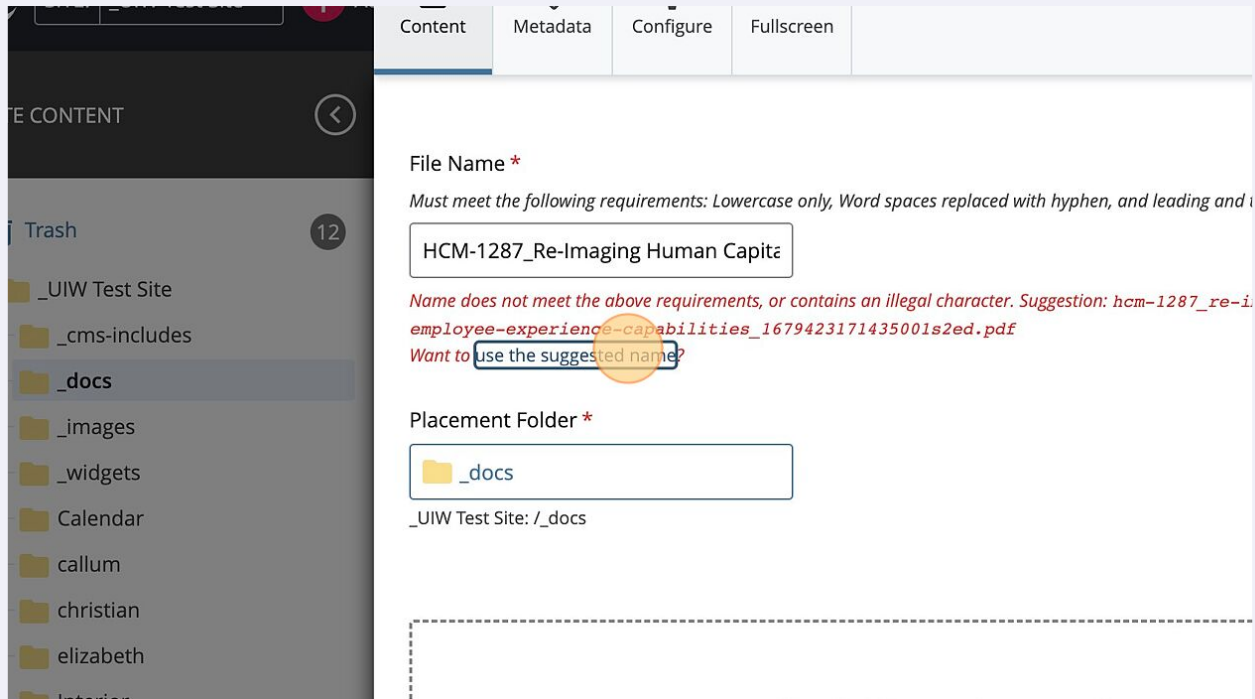 Content
Metadata
Configure
Fullscreen
TE CONTENT
Trash
12
_UIW Test Site
_cms-includes
_docs
_images
_widgets
Calendar
callum
christian
elizabeth
File Name *
Must meet the following requirements: Lowercase only, Word spaces replaced with hyphen, and leading and t
HCM-1287_Re-Imaging Human Capita
Name does not meet the above requirements, or contains an illegal character. Suggestion: hcm-1287_re-i
employee-experience-capabilities_1679423171435001s2ed.pdf
Want to use the suggested name?
Placement Folder *
_docs
_UIW Test Site: /_docs